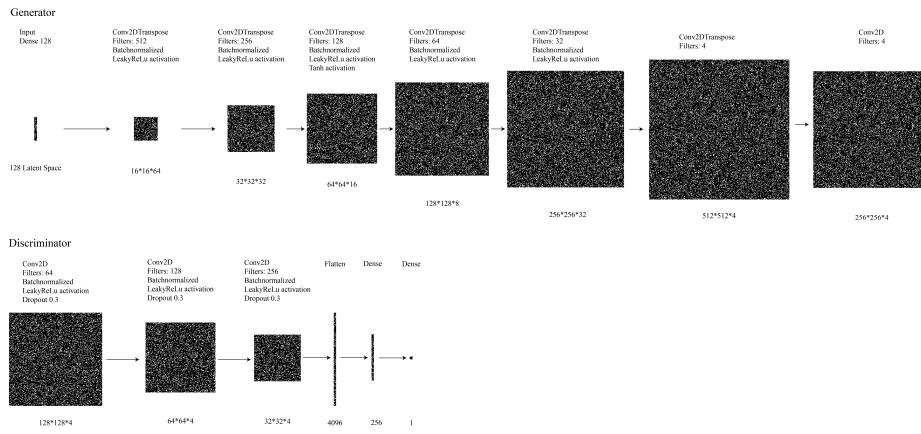 Generator
Input
Dense 128
Conv2DTranspose
Filters: 512
Batchnormalized
LeakyReLu activation
Conv2DTranspose
Filters: 256
Batchnormalized
LeakyReLu activation
Conv2DTranspose
Filters: 128
Batchnormalized
LeakyReLu activation
Tanh activation
Conv2DTranspose
Filters: 64
Batchnormalized
LeakyReLu activation
Conv2DTranspose
Filters: 32
Batchnormalized
LeakyReLu activation
Conv2DTranspose
Filters: 4
Conv2D
Filters: 4
128 Latent Space
16*16*64
32*32*32
64*64*16
128*128*8
256*256*32
512*512*4
256*256*4
Discriminator
Conv2D
Filters: 64
Batchnormalized
LeakyReLu activation
Dropout 0.3
Conv2D
Filters: 128
Batchnormalized
LeakyReLu activation
Dropout 0.3
Conv2D
Filters: 256
Batchnormalized
LeakyReLu activation
Dropout 0.3
Flatten
Dense
Dense
128*128*4
64*64*4
32*32*4
4096
256
1